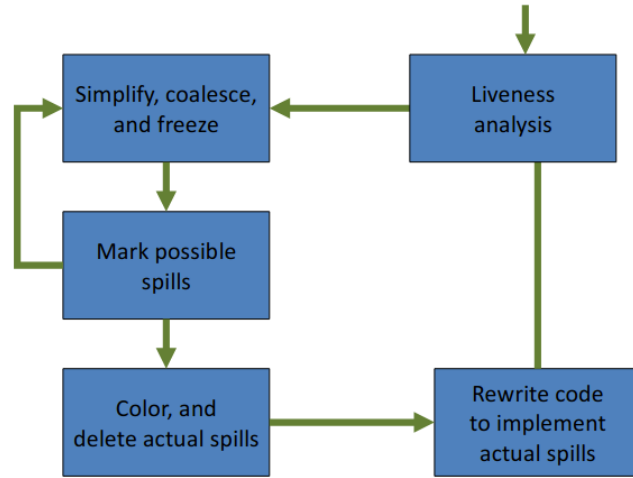 Simplify, coalesce,
and freeze
Liveness
analysis
Mark possible
spills
Color, and
delete actual spills
Rewrite code
to implement
actual spills